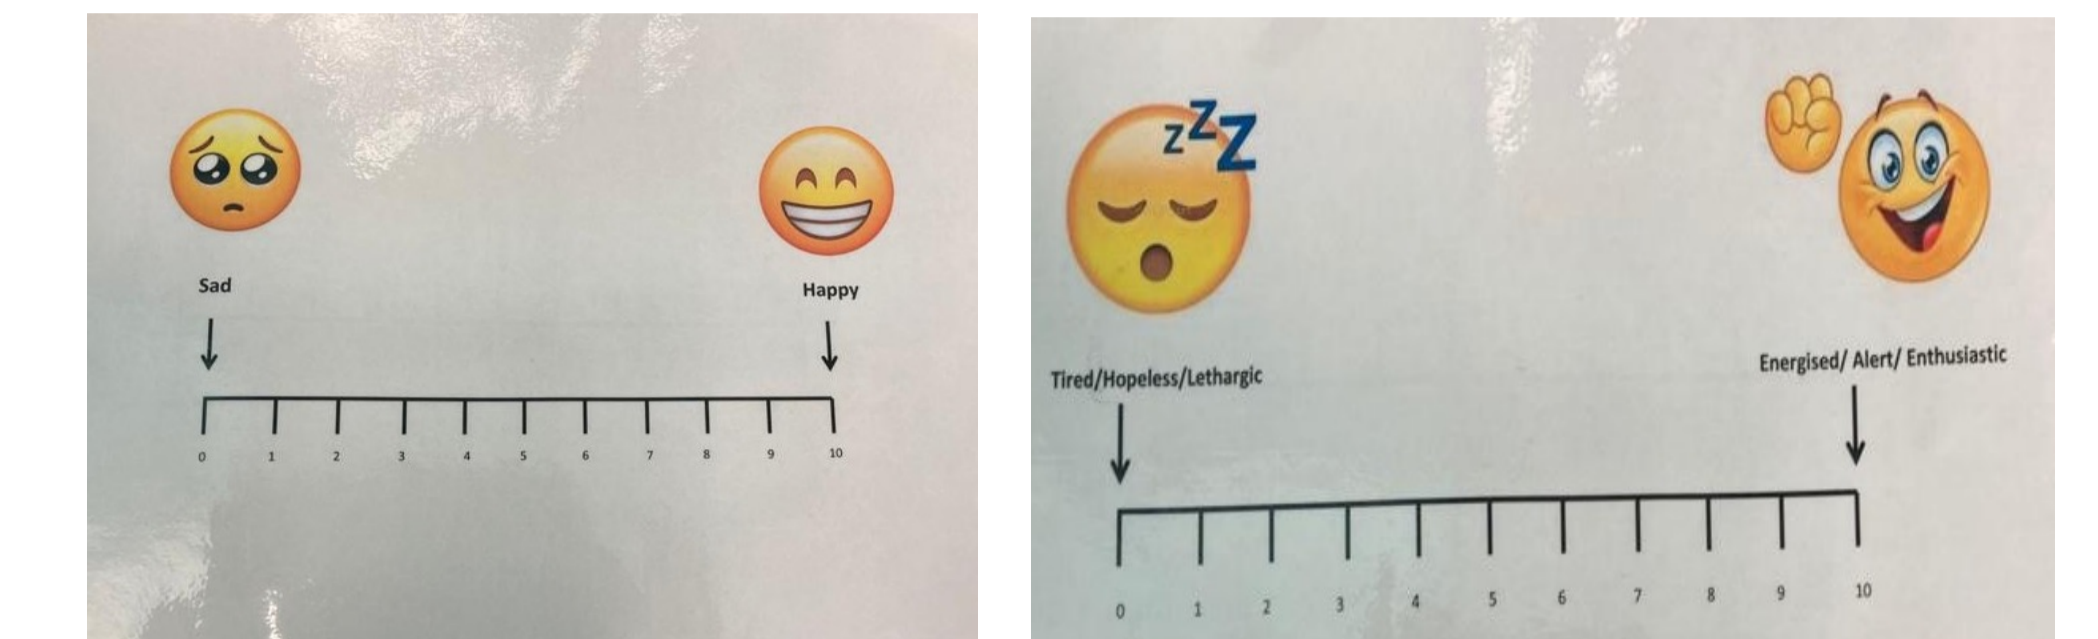 Sad
Happy
0 1 2 3 4 5 6 7 8 9 10
zZZ
Tired/Hopeless/Lethargic
Energised/ Alert/ Enthusiastic
0 1 2 3 4 5 6 7 8 9 10